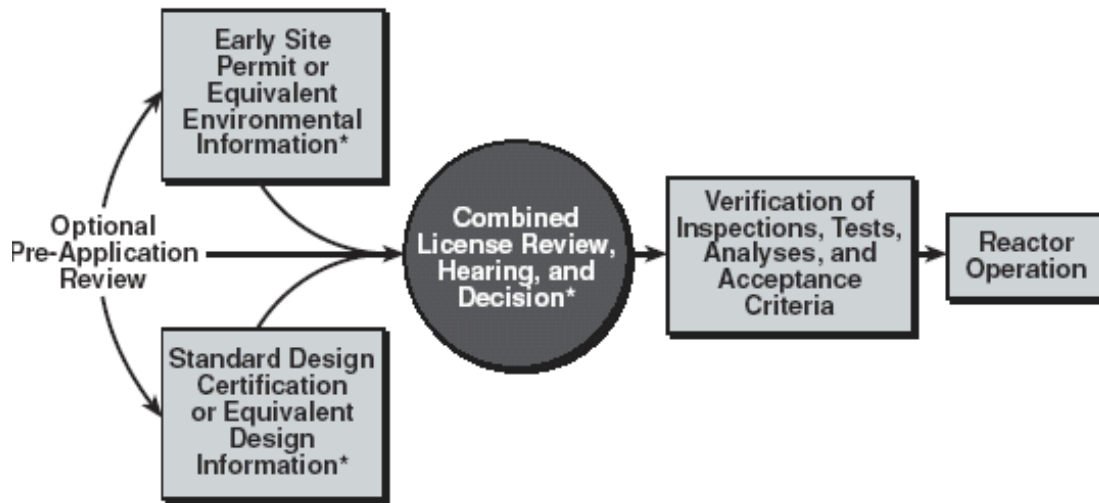 Early Site
Permit or
Equivalent
Environmental
Information*
Optional
Pre-Application
Review
Standard Design
Certification
or Equivalent
Design
Information*
Combined
License Review,
Hearing, and
Decision*
Verification of
Inspections, Tests,
Analyses, and
Acceptance
Criteria
Reactor
Operation